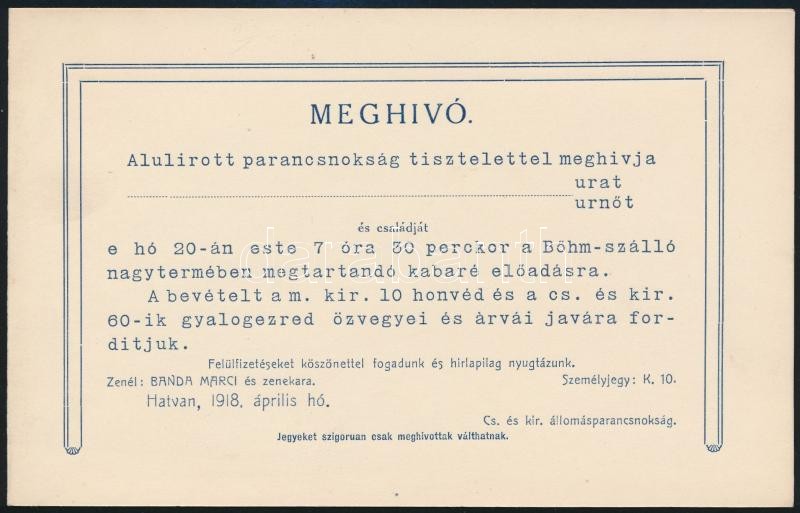 MEGHIVÓ.
Alulirott parancsnokság tisztelettel meghivja
urat
urnőt
és családját
e hó 20-án este 7 óra 30 perckor a Böhm-szálló
nagytermében megtartandó kabaré előadásra.
A bevételt a m. kir. 10 honvéd és a cs. és kir.
60-ik gyalogezred özvegyei és àrvái javára for-
ditjuk.
Felülfizetéseket köszönettel fogadunk és hirlapilag nyugtázunk.
Zenél: BANDA MARCI és zenekara. Személyjegy: K. 10.
Hatvan, 1918. április hó.
Cs. és kir. állomásparancsnokság.
Jegyeket szigoruan csak meghivottak válthatnak.
darabanth